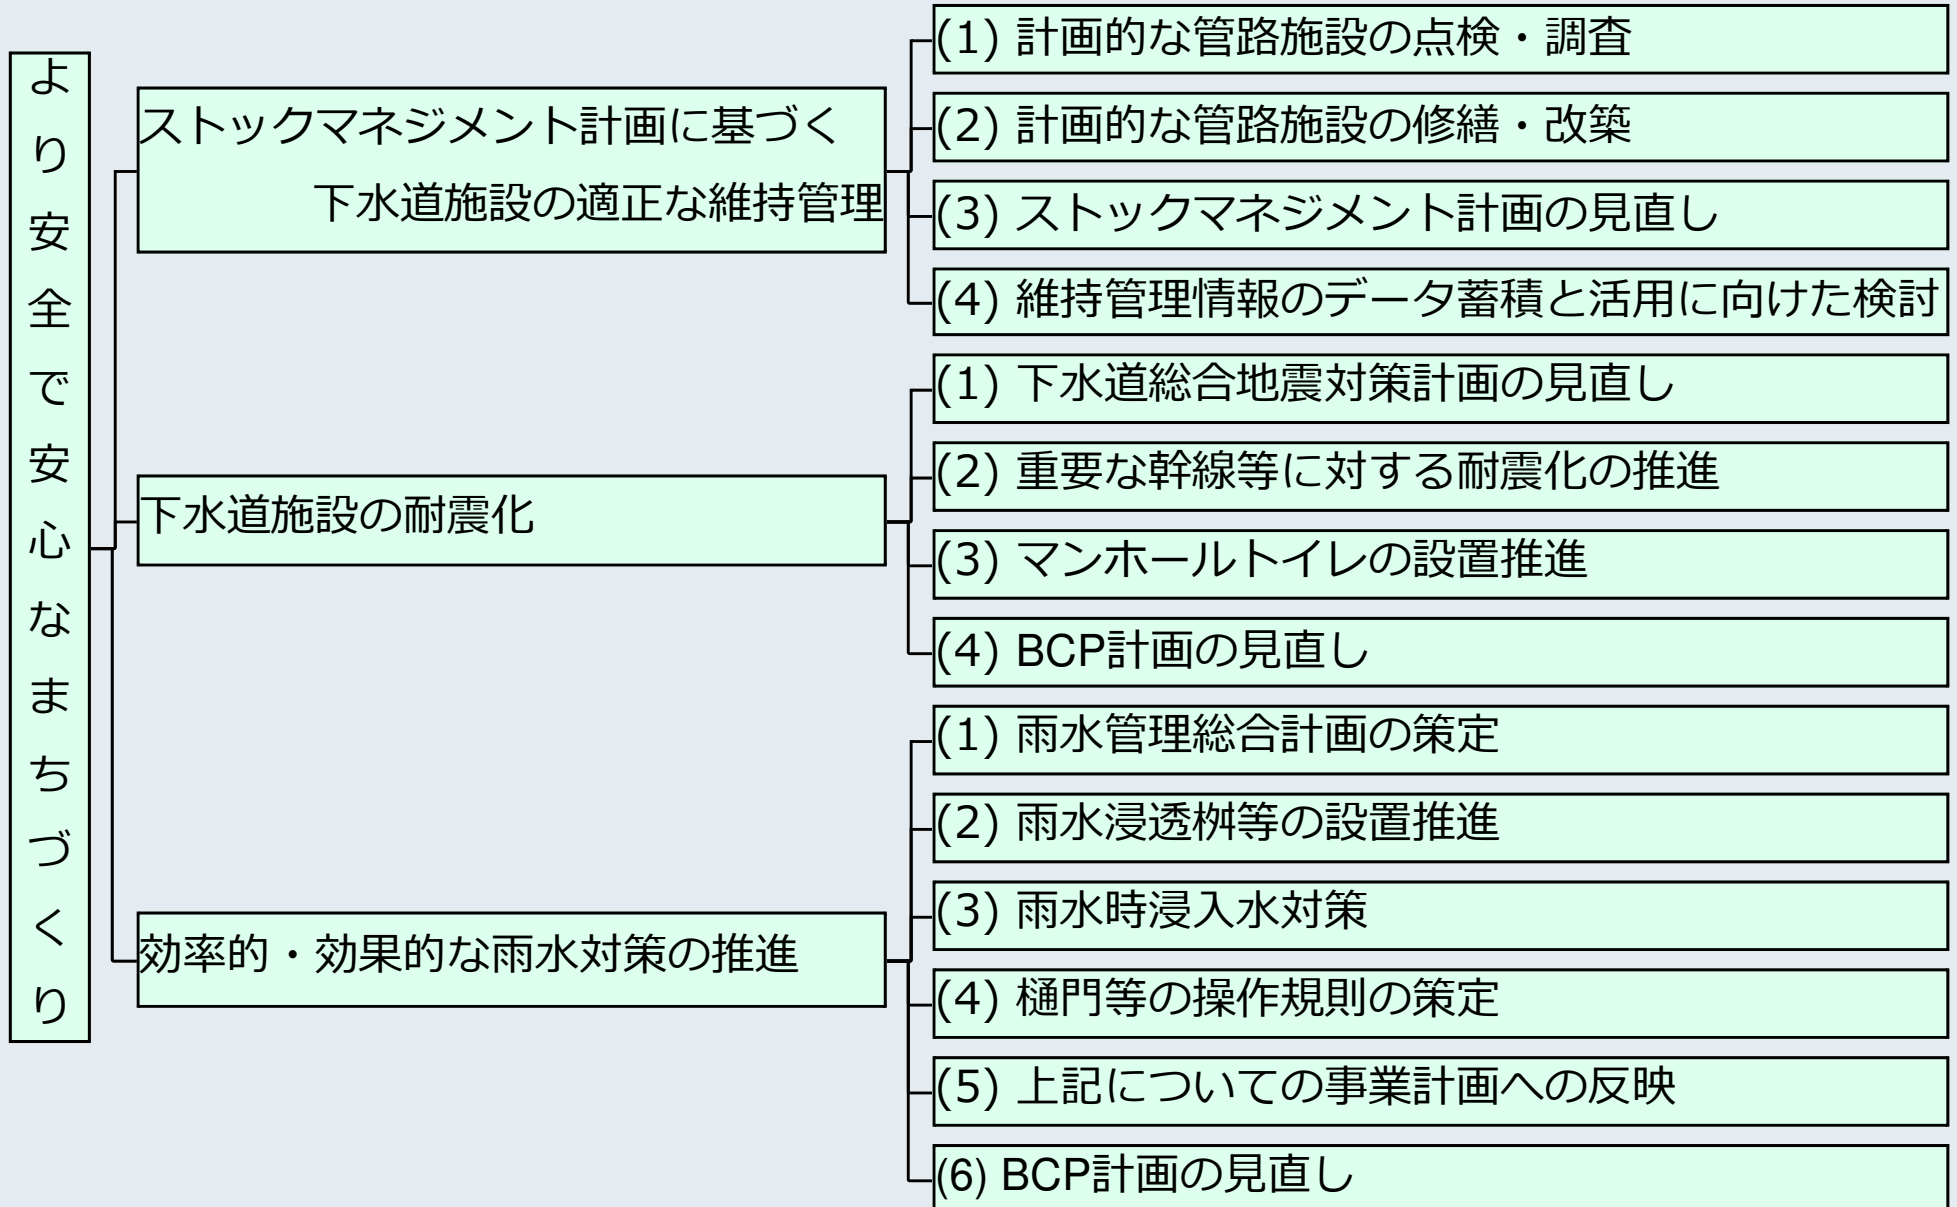 より安全で安心なまちづくり
ストックマネジメント計画に基づく
下水道施設の適正な維持管理
(1) 計画的な管路施設の点検・調査
(2) 計画的な管路施設の修繕・改築
(3) ストックマネジメント計画の見直し
(4) 維持管理情報のデータ蓄積と活用に向けた検討
下水道施設の耐震化
(1) 下水道総合地震対策計画の見直し
(2) 重要な幹線等に対する耐震化の推進
(3) マンホールトイレの設置推進
(4) BCP計画の見直し
効率的・効果的な雨水対策の推進
(1) 雨水管理総合計画の策定
(2) 雨水浸透桝等の設置推進
(3) 雨水時浸入水対策
(4) 樋門等の操作規則の策定
(5) 上記についての事業計画への反映
(6) BCP計画の見直し